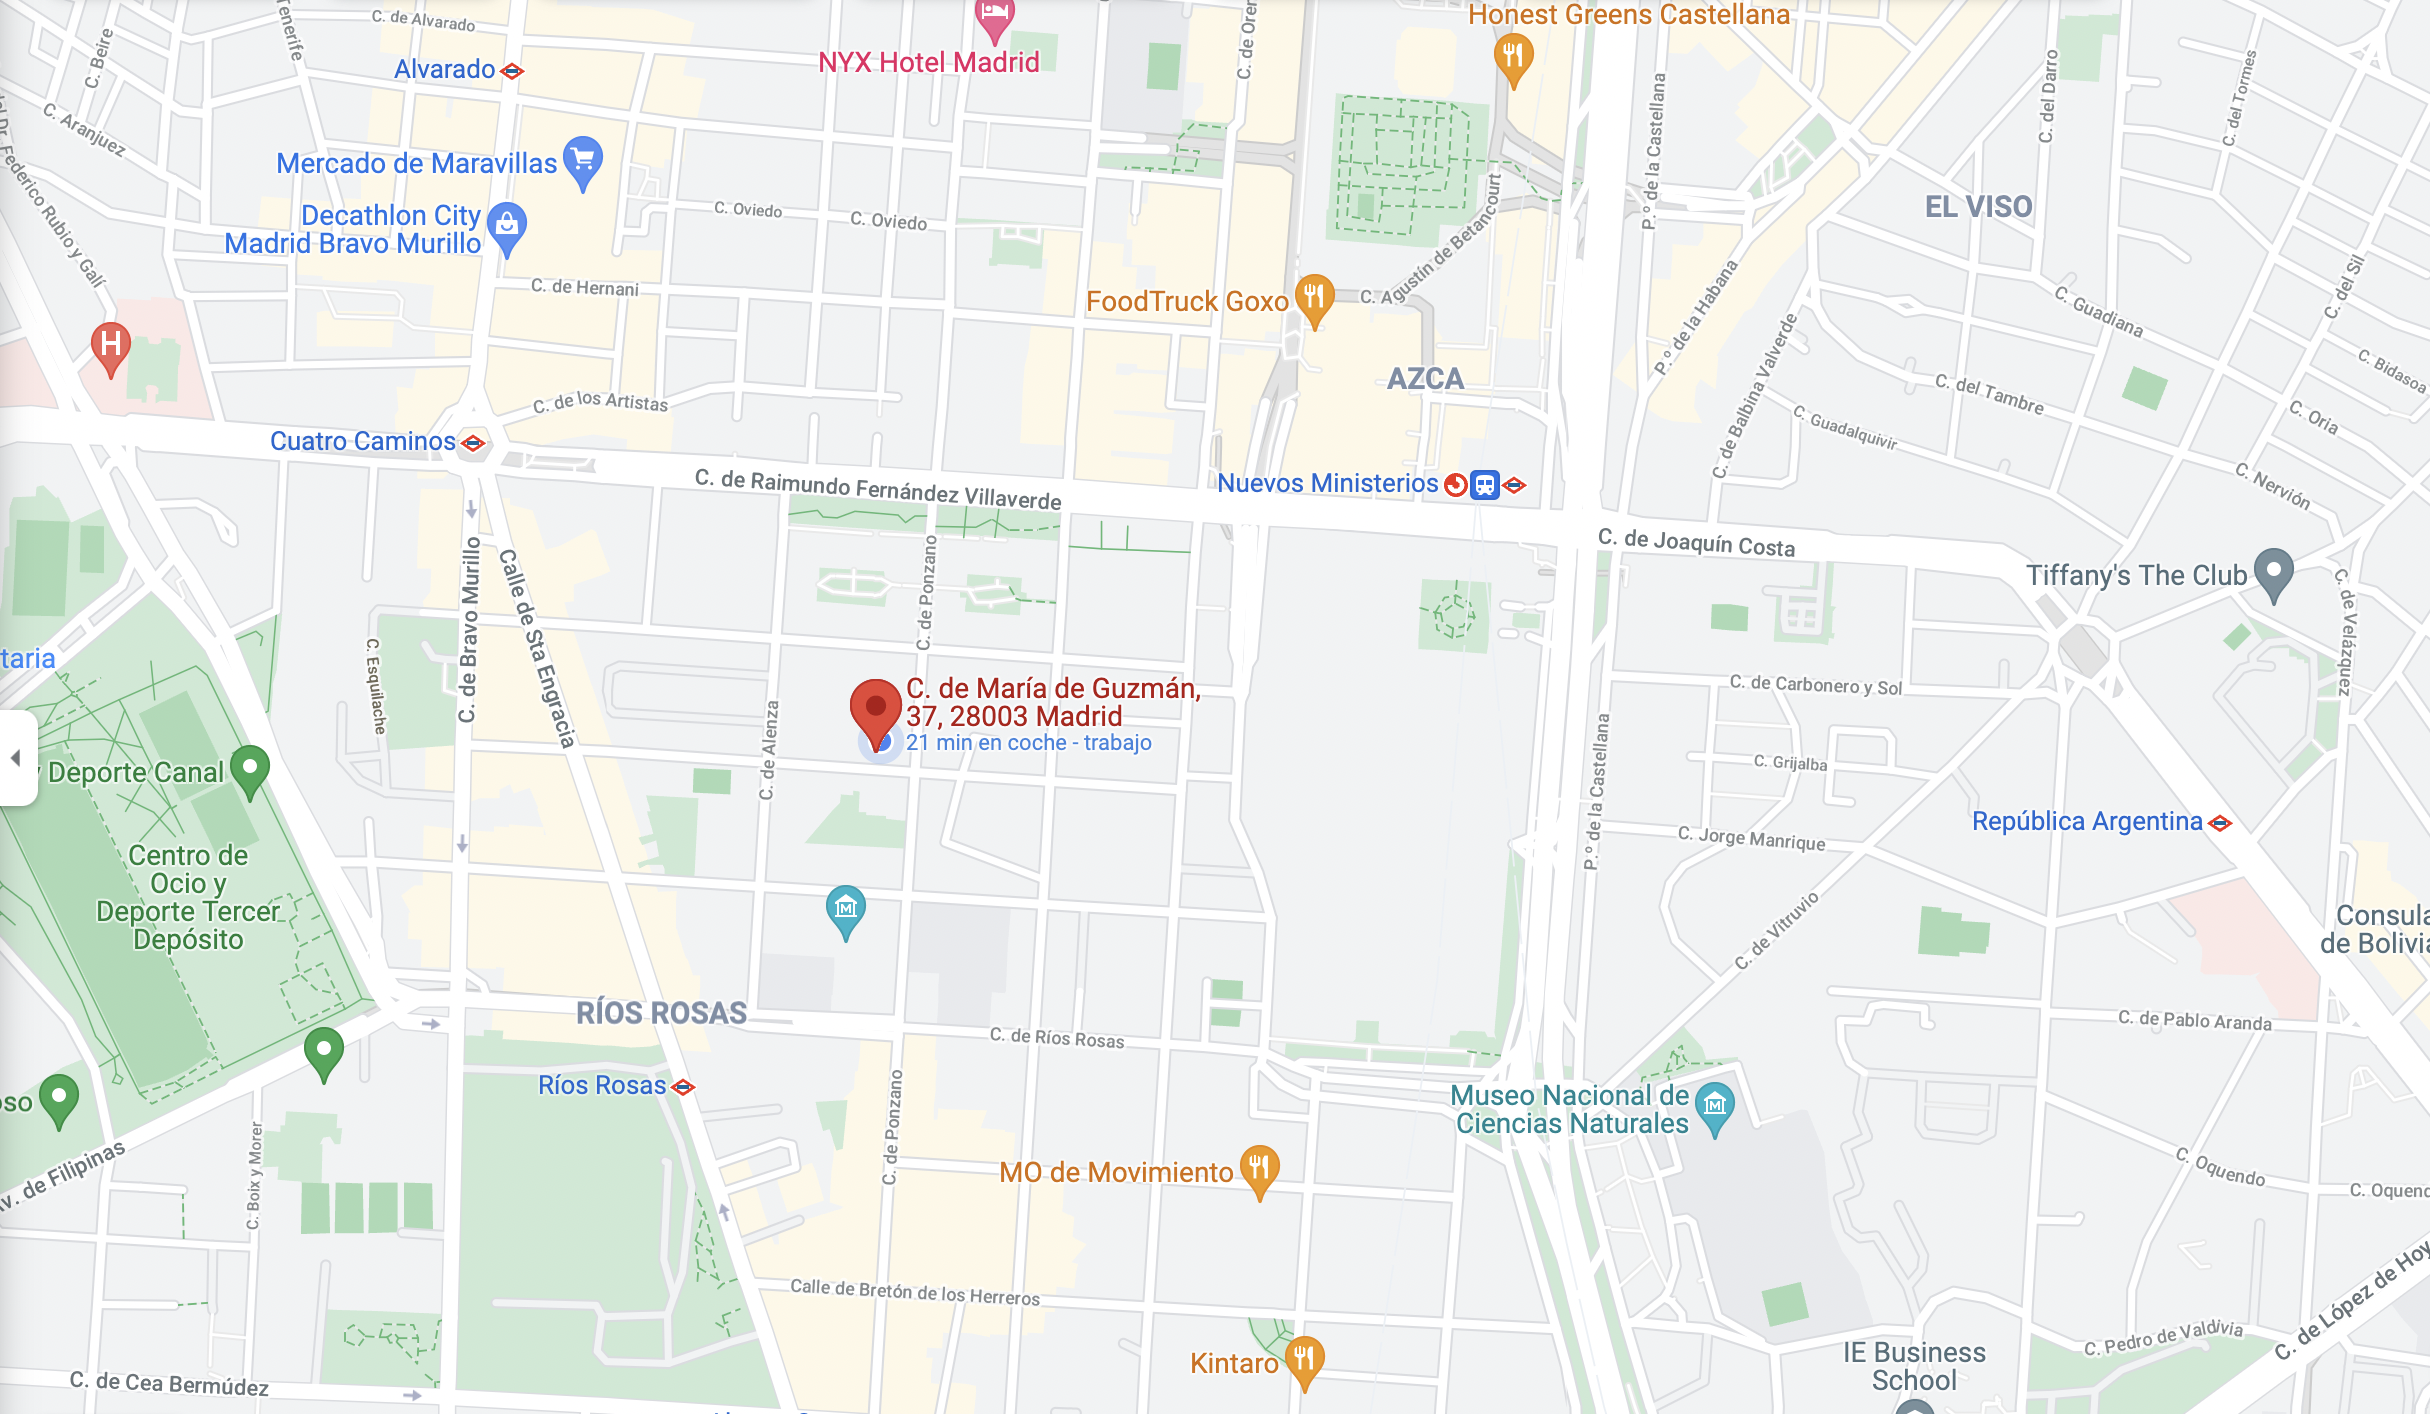 C. de Alvarado
Tenerife
C. Beire
Alvarado
NYX Hotel Madrid
Honest Greens Castellana
C. Aranjuez
C. del Darro
C. del Tormes
P.º de la Castellana
Mercado de Maravillas
Decathlon City
Madrid Bravo Murillo
C. Oviedo
C. Oviedo
EL VISO
Federico Rubio y Galí
C. de Hernani
FoodTruck Goxo
C. Agustín de Betancourt
P.º de la Habana
C. Guadiana
C. del Sil
H
C. de los Artistas
AZCA
C. de Balbina Valverde
C. del Tambre
C. Bidasoa
C. Guadalquivir
C. Oria
Cuatro Caminos
C. de Raimundo Fernández Villaverde
Nuevos Ministerios
C. Nervión
C. de Joaquín Costa
Tiffany's The Club
C. de Bravo Murillo
Calle de Sta Engracia
C. de Ponzano
C. de Velázquez
taria
C. Esquilache
C. de María de Guzmán,
37, 28003 Madrid
21 min en coche - trabajo
C. de Alenza
C. de Carbonero y Sol
P.º de la Castellana
C. Grijalba
y Deporte Canal
C. Jorge Manrique
República Argentina
Centro de
Ocio y
Deporte Tercer
Depósito
C. de Vitruvio
Consula
de Bolivia
RÍOS ROSAS
C. de Ríos Rosas
C. de Pablo Aranda
Ríos Rosas
C. de Ponzano
Museo Nacional de
Ciencias Naturales
oso
Av. de Filipinas
C. Boix y Morer
MO de Movimiento
C. Oquendo
C. Oquend
Calle de Bretón de los Herreros
C. de López de Hoy
C. Pedro de Valdivia
Kintaro
IE Business
School
C. de Cea Bermúdez